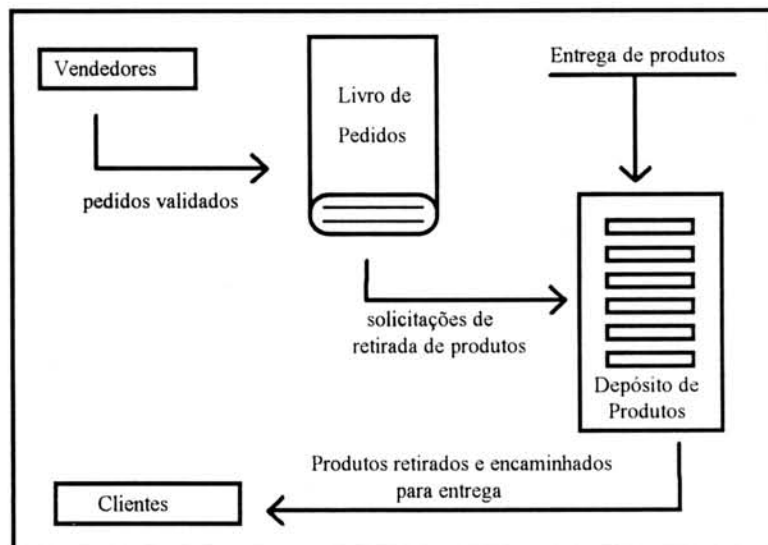 Vendedores
Livro de
Pedidos
Entrega de produtos
pedidos validados
solicitações de
retirada de produtos
Depósito de
Produtos
Produtos retirados e encaminhados
para entrega
Clientes